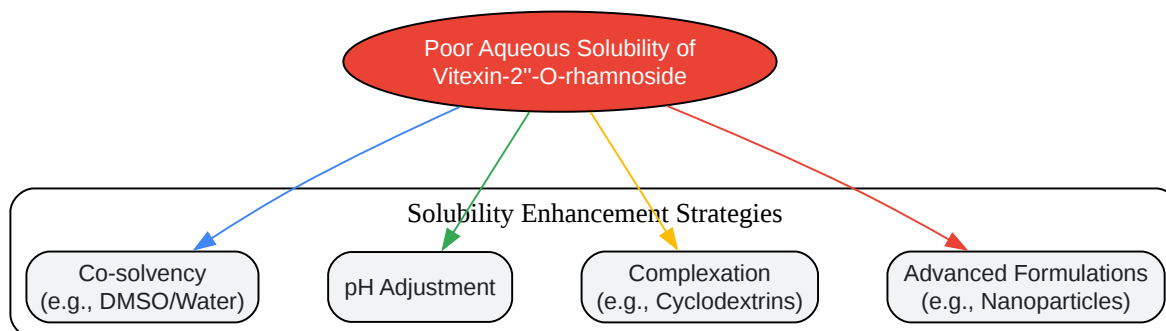 Poor Aqueous Solubility of
Vitexin-2"-O-rhamnoside
Solubility Enhancement Strategies
Co-solvency
(e.g., DMSO/Water)
pH Adjustment
Complexation
(e.g., Cyclodextrins)
Advanced Formulations
(e.g., Nanoparticles)